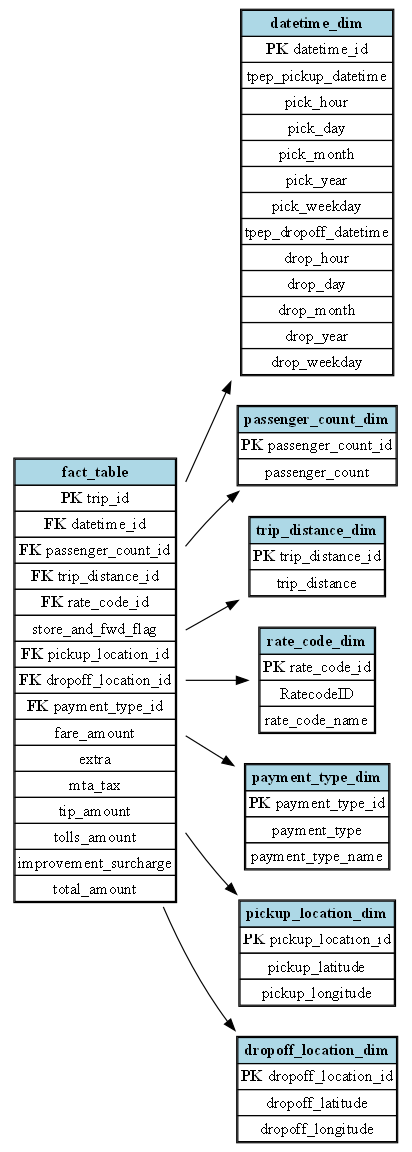 datetime_dim
PK datetime_id
tpep_pickup_datetime
pick_hour
pick_day
pick_month
pick_year
pick_weekday
tpep_dropoff_datetime
drop_hour
drop_day
drop_month
drop_year
drop_weekday
passenger_count_dim
PK passenger_count_id
passenger_count
fact_table
PK trip_id
FK datetime_id
FK passenger_count_id
FK trip_distance_id
FK rate_code_id
store_and_fwd_flag
FK pickup_location_id
FK dropoff_location_id
FK payment_type_id
fare_amount
extra
mta_tax
tip_amount
tolls_amount
improvement_surcharge
total_amount
trip_distance_dim
PK trip_distance_id
trip_distance
rate_code_dim
PK rate_code_id
RatecodeID
rate_code_name
payment_type_dim
PK payment_type_id
payment_type
payment_type_name
pickup_location_dim
PK pickup_location_id
pickup_latitude
pickup_longitude
dropoff_location_dim
PK dropoff_location_id
dropoff_latitude
dropoff_longitude